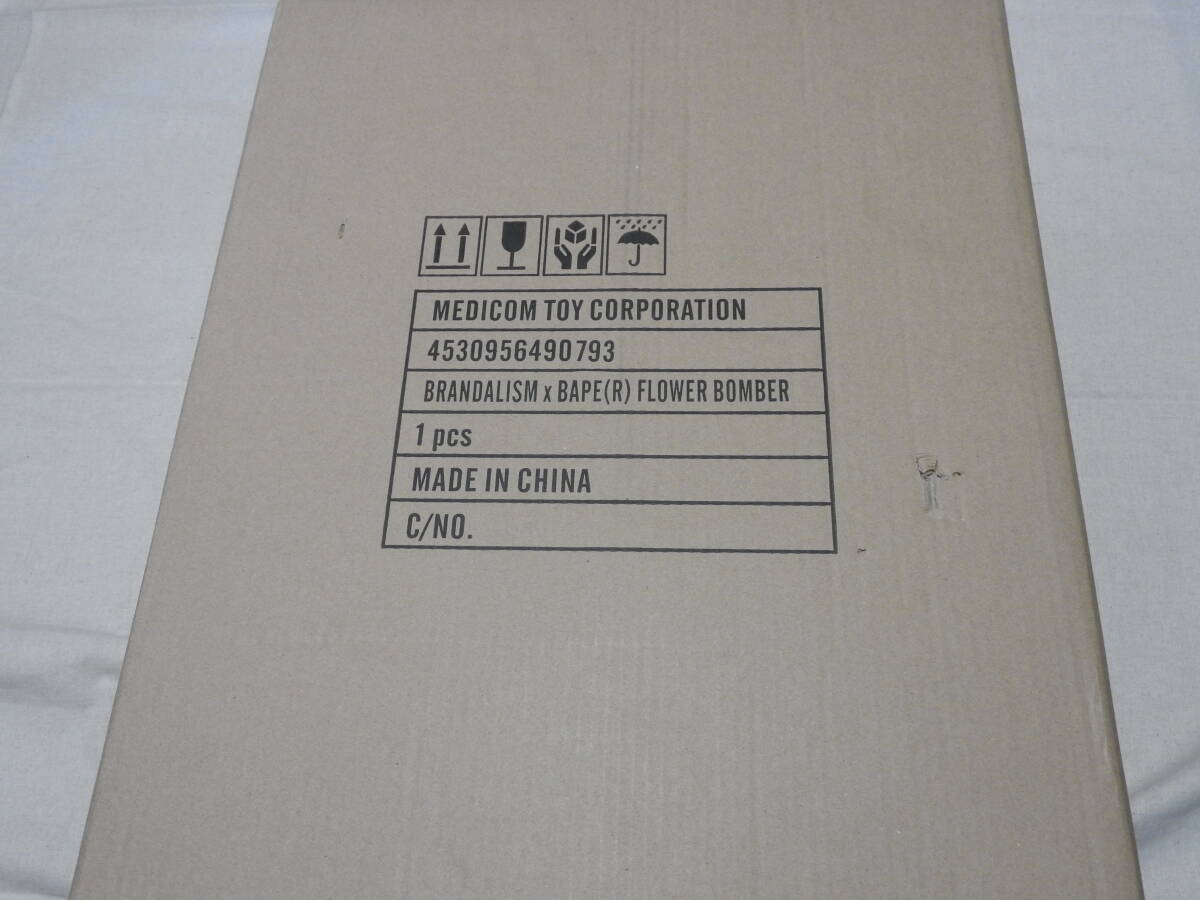 MEDICOM TOY CORPORATION
4530956490793
BRANDALISM x BAPE(R) FLOWER BOMBER
1 pcs
MADE IN CHINA
C/NO.